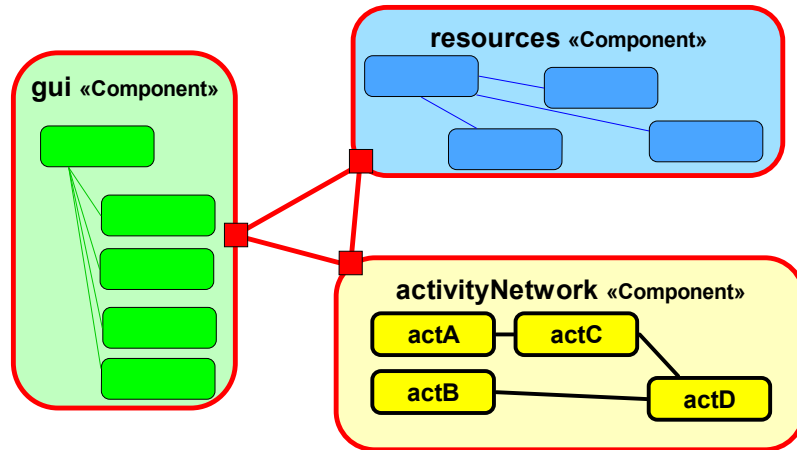 gui «Component»
resources «Component»
activityNetwork «Component»
actA
actC
actB
actD